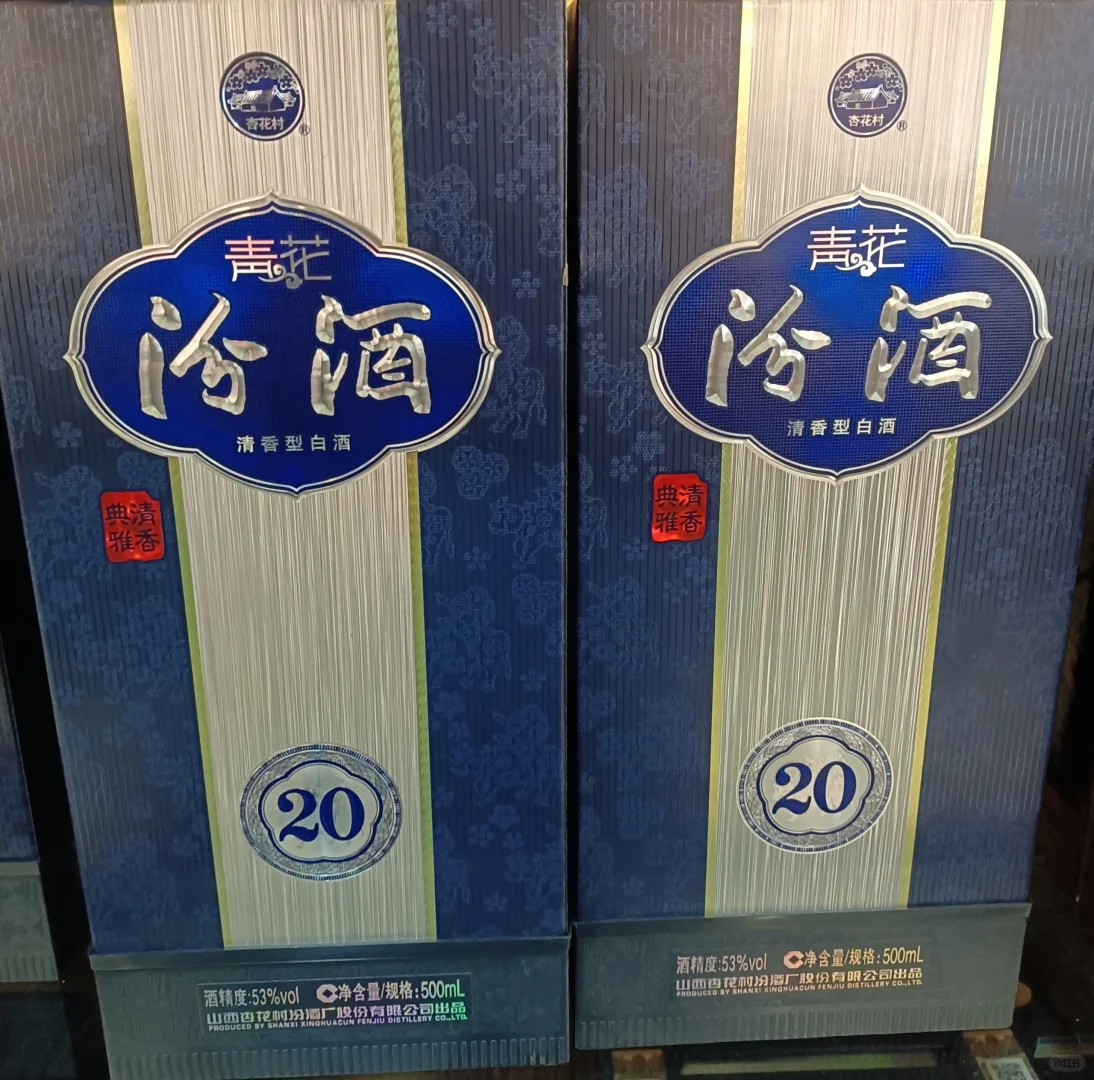 杏花村
®
青花
汾酒
清香型白酒
清香
典雅
20
酒精度:53%vol 净含量/规格:500mL
山西杏花村汾酒厂股份有限公司出品
PRODUCED BY SHANXI XINGHUACUN FENJIU DISTILLERY CO.,LTD.
杏花村
®
青花
汾酒
清香型白酒
清香
典雅
20
酒精度:53%vol 净含量/规格:500mL
山西杏花村汾酒厂股份有限公司出品
PRODUCED BY SHANXI XINGHUACUN FENJIU DISTILLERY CO.,LTD.
小红书